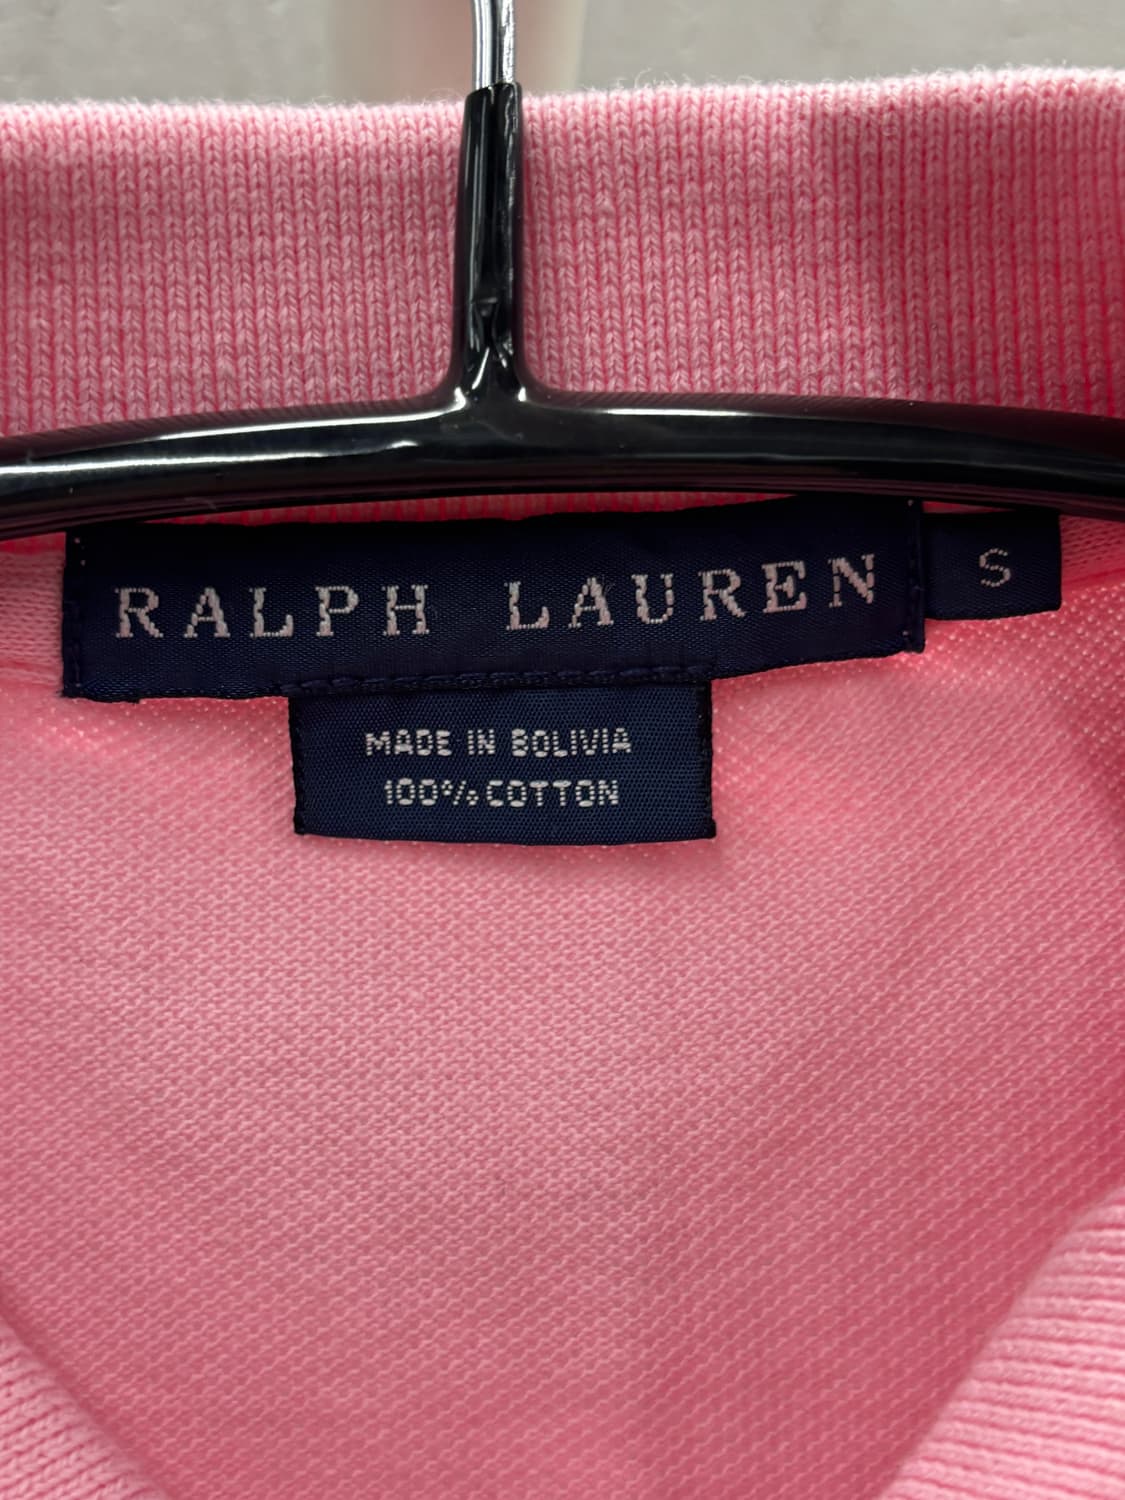 RALPH LAUREN
S
MADE IN BOLIVIA
100% COTTON